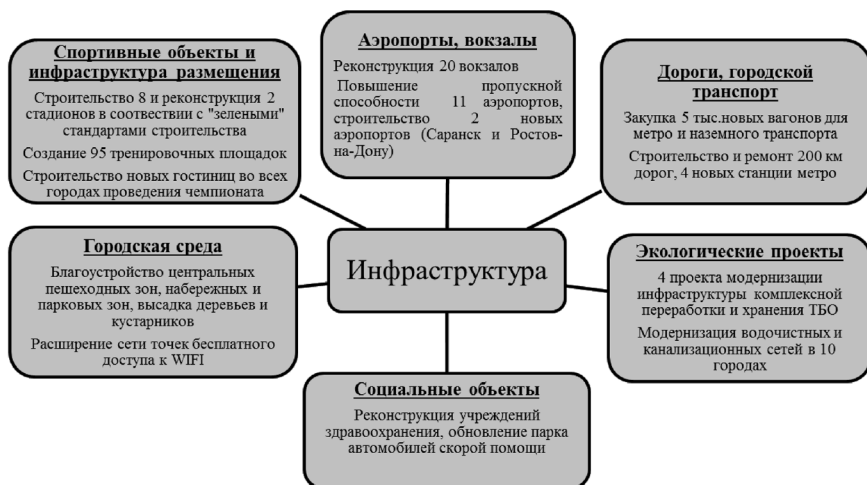 Спортивные объекты и
инфраструктура размещения
Строительство 8 и реконструкция 2
стадионов в соотвествии с "зелеными"
стандартами строительства
Создание 95 тренировочных площадок
Строительство новых гостиниц во всех
городах проведения чемпионата
Аэропорты, вокзалы
Реконструкция 20 вокзалов
Повышение пропускной
способности 11 аэропортов,
строительство 2 новых
аэропортов (Саранск и Ростов-
на-Дону)
Дороги, городской
транспорт
Закупка 5 тыс.новых вагонов для
метро и наземного транспорта
Строительство и ремонт 200 км
дорог, 4 новых станции метро
Городская среда
Благоустройство центральных
пешеходных зон, набережных и
парковых зон, высадка деревьев и
кустарников
Расширение сети точек бесплатного
доступа к WIFI
Инфраструктура
Экологические проекты
4 проекта модернизации
инфраструктуры комплексной
переработки и хранения ТБО
Модернизация водочистных и
канализационных сетей в 10
городах
Социальные объекты
Реконструкция учреждений
здравоохранения, обновление парка
автомобилей скорой помощи